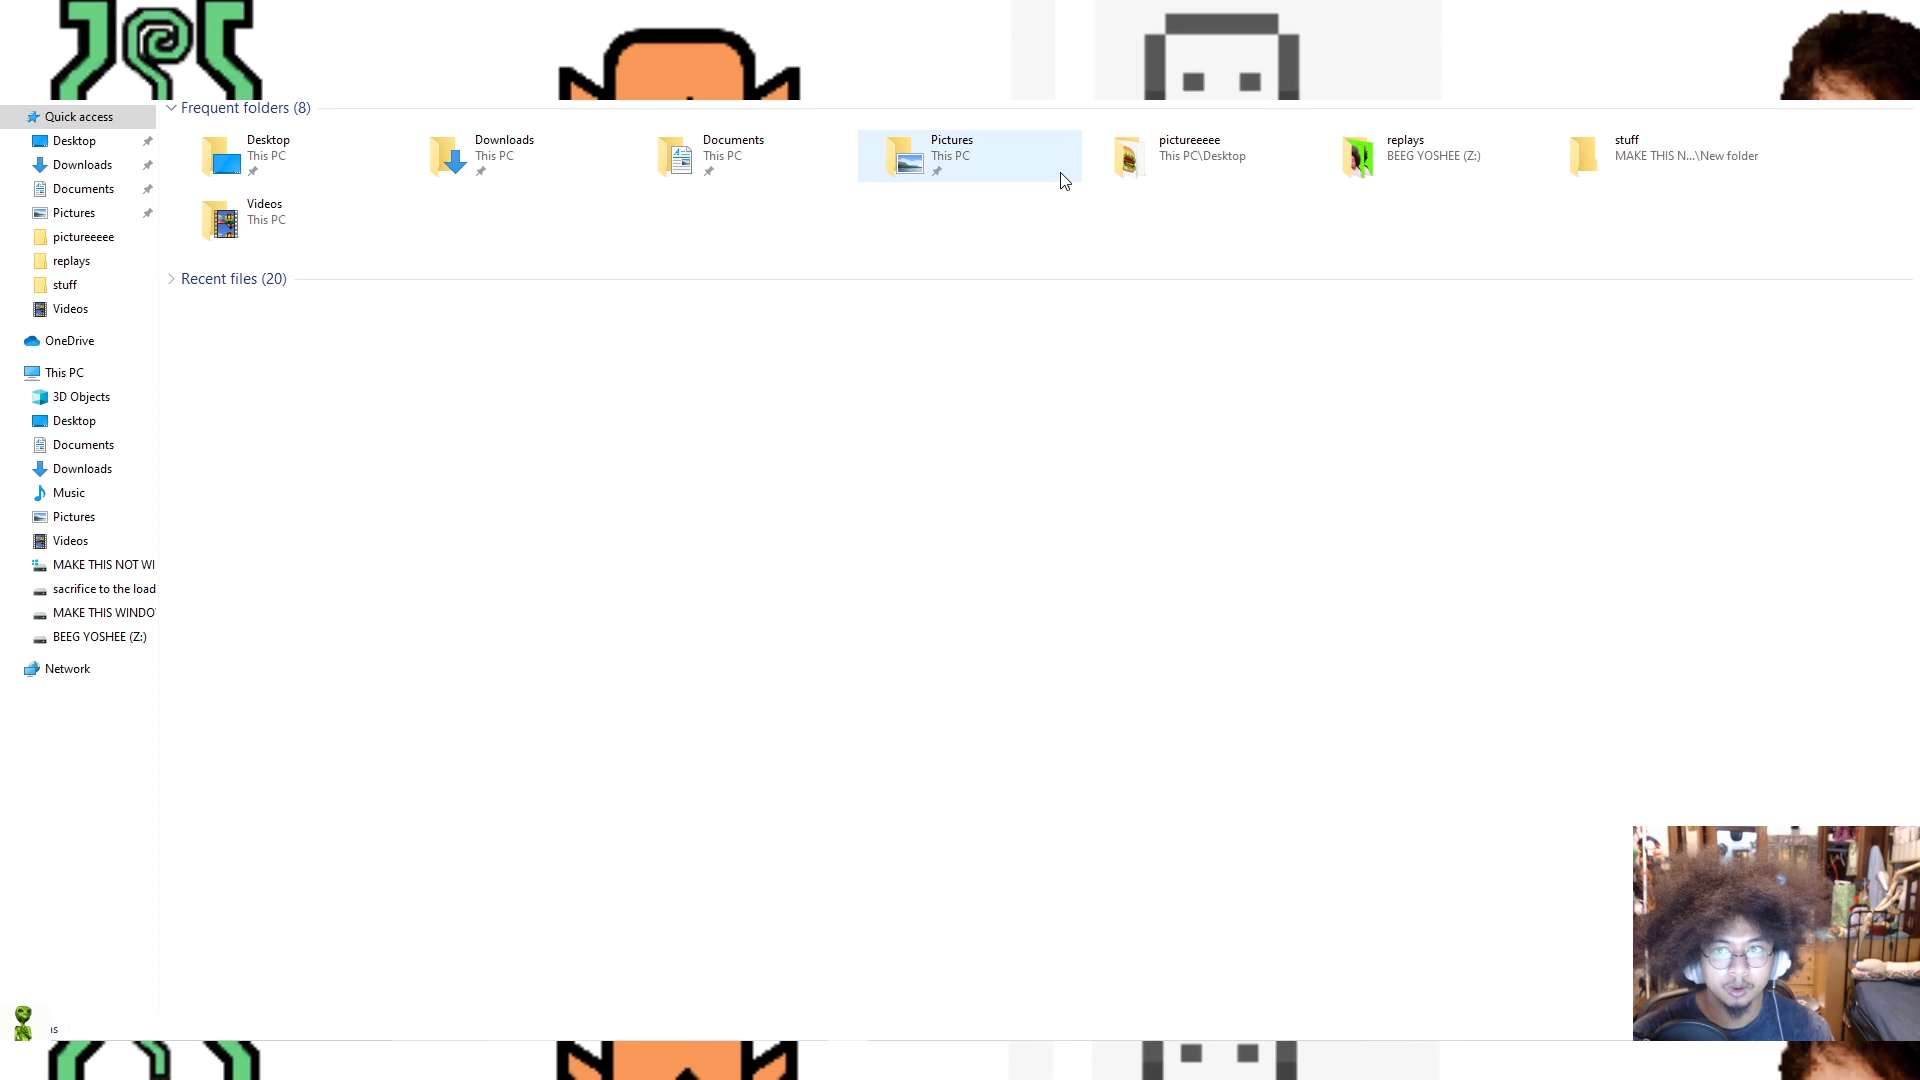 Quick access
Desktop
Downloads
Documents
Pictures
pictureeeee
replays
stuff
Videos
OneDrive
This PC
3D Objects
Desktop
Documents
Downloads
Music
Pictures
Videos
MAKE THIS NOT WI
sacrifice to the load
MAKE THIS WINDO
BEEG YOSHEE (Z:)
Network
Frequent folders (8)
Desktop
This PC
Downloads
This PC
Documents
This PC
Pictures
This PC
pictureeeee
This PC\Desktop
replays
BEEG YOSHEE (Z:)
stuff
MAKE THIS N...\New folder
Videos
This PC
Recent files (20)